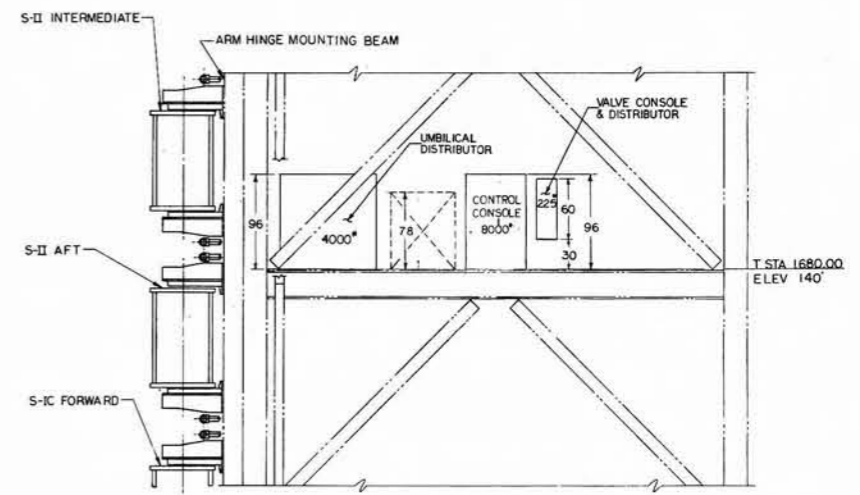 S-II INTERMEDIATE
ARM HINGE MOUNTING BEAM
VALVE CONSOLE
& DISTRIBUTOR
UMBILICAL
DISTRIBUTOR
96
4000#
78
CONTROL
CONSOLE
8000#
225#
60
96
30
S-II AFT
T STA 1680.00
ELEV 140'
S-IC FORWARD